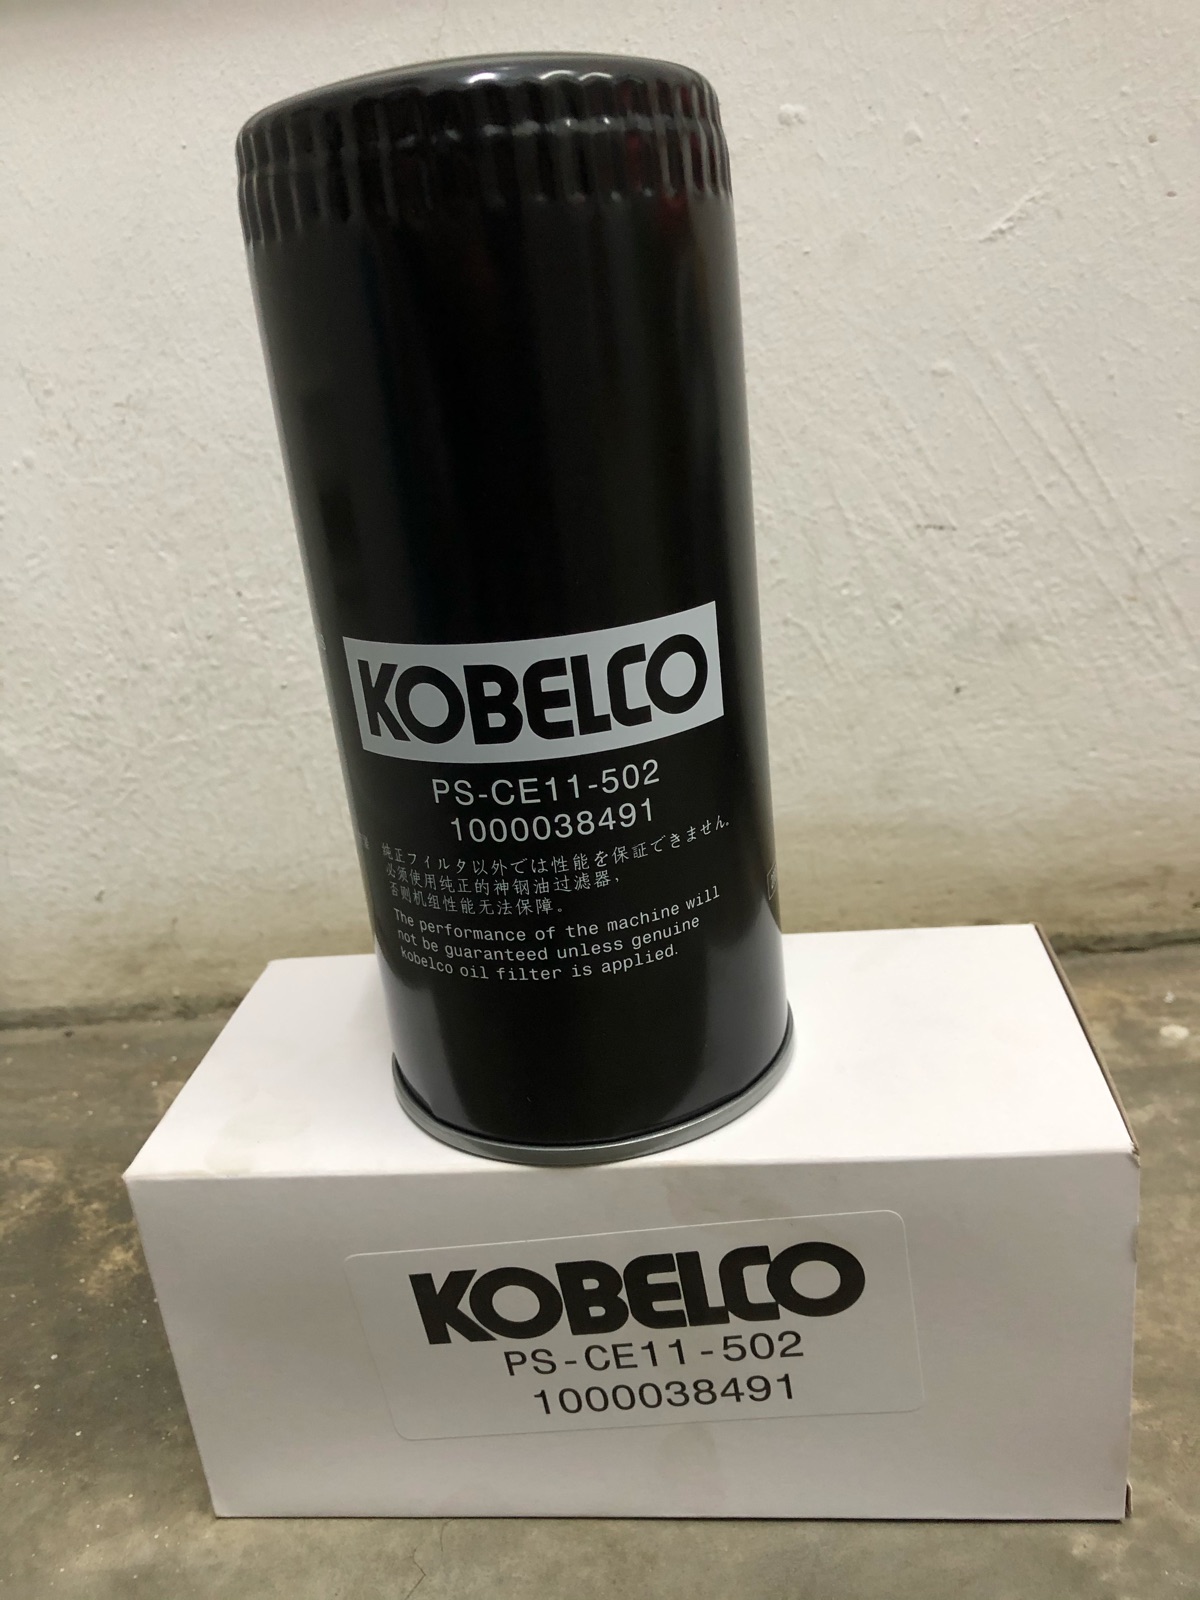 KOBELCO
PS-CE11-502
1000038491
純正フィルタ以外では性能を保証できません。
必须使用纯正的神钢油过滤器，
否则机组性能无法保障。
The performance of the machine will
not be guaranteed unless genuine
kobelco oil filter is applied.
KOBELCO
PS-CE11-502
1000038491